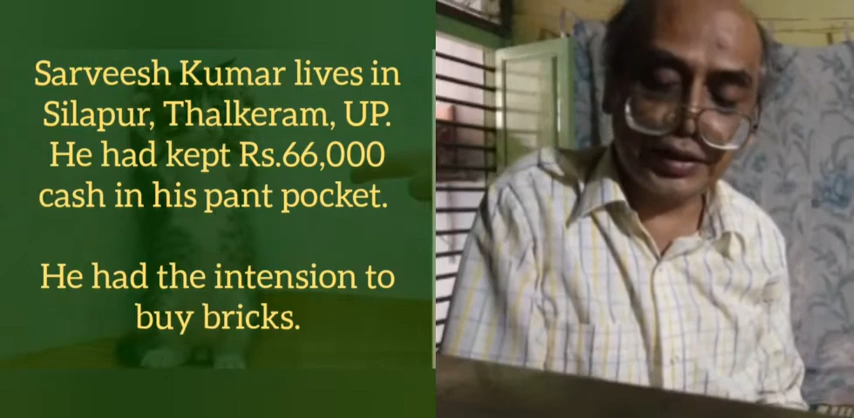 Sarveesh Kumar lives in
Silapur, Thalkeram, UP.
He had kept Rs.66,000
cash in his pant pocket.
He had the intension to
buy bricks.